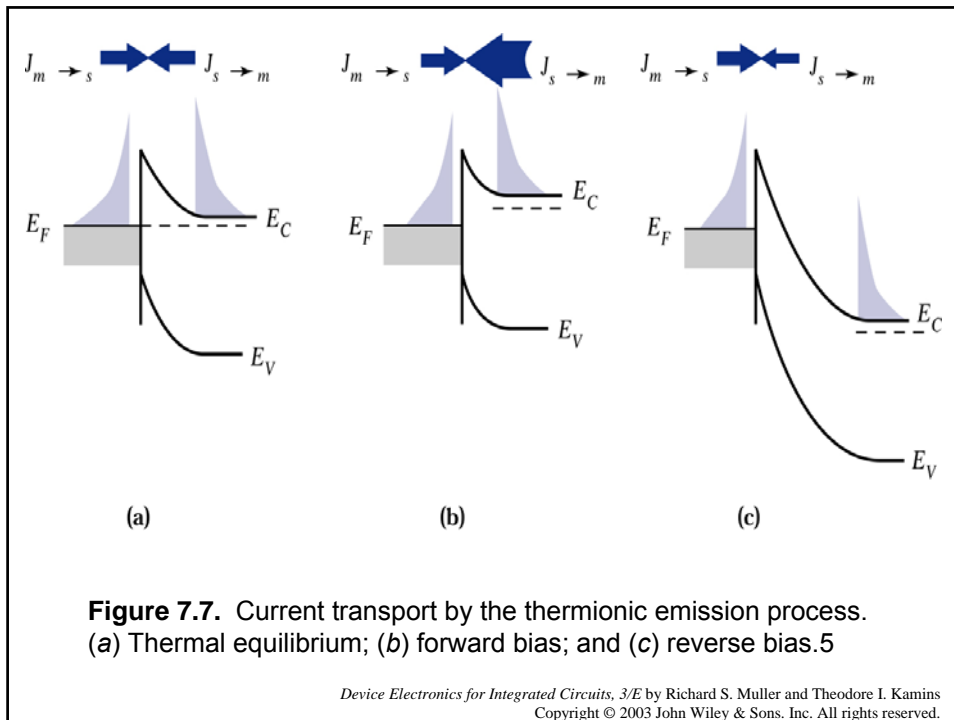 J_m → s J_s → m
J_m → s J_s → m
J_m → s J_s → m
E_F E_C E_V
E_F E_C E_V
E_F E_C E_V
(a) (b) (c)
Figure 7.7. Current transport by the thermionic emission process.
(a) Thermal equilibrium; (b) forward bias; and (c) reverse bias.5
Device Electronics for Integrated Circuits, 3/E by Richard S. Muller and Theodore I. Kamins
Copyright © 2003 John Wiley & Sons. Inc. All rights reserved.